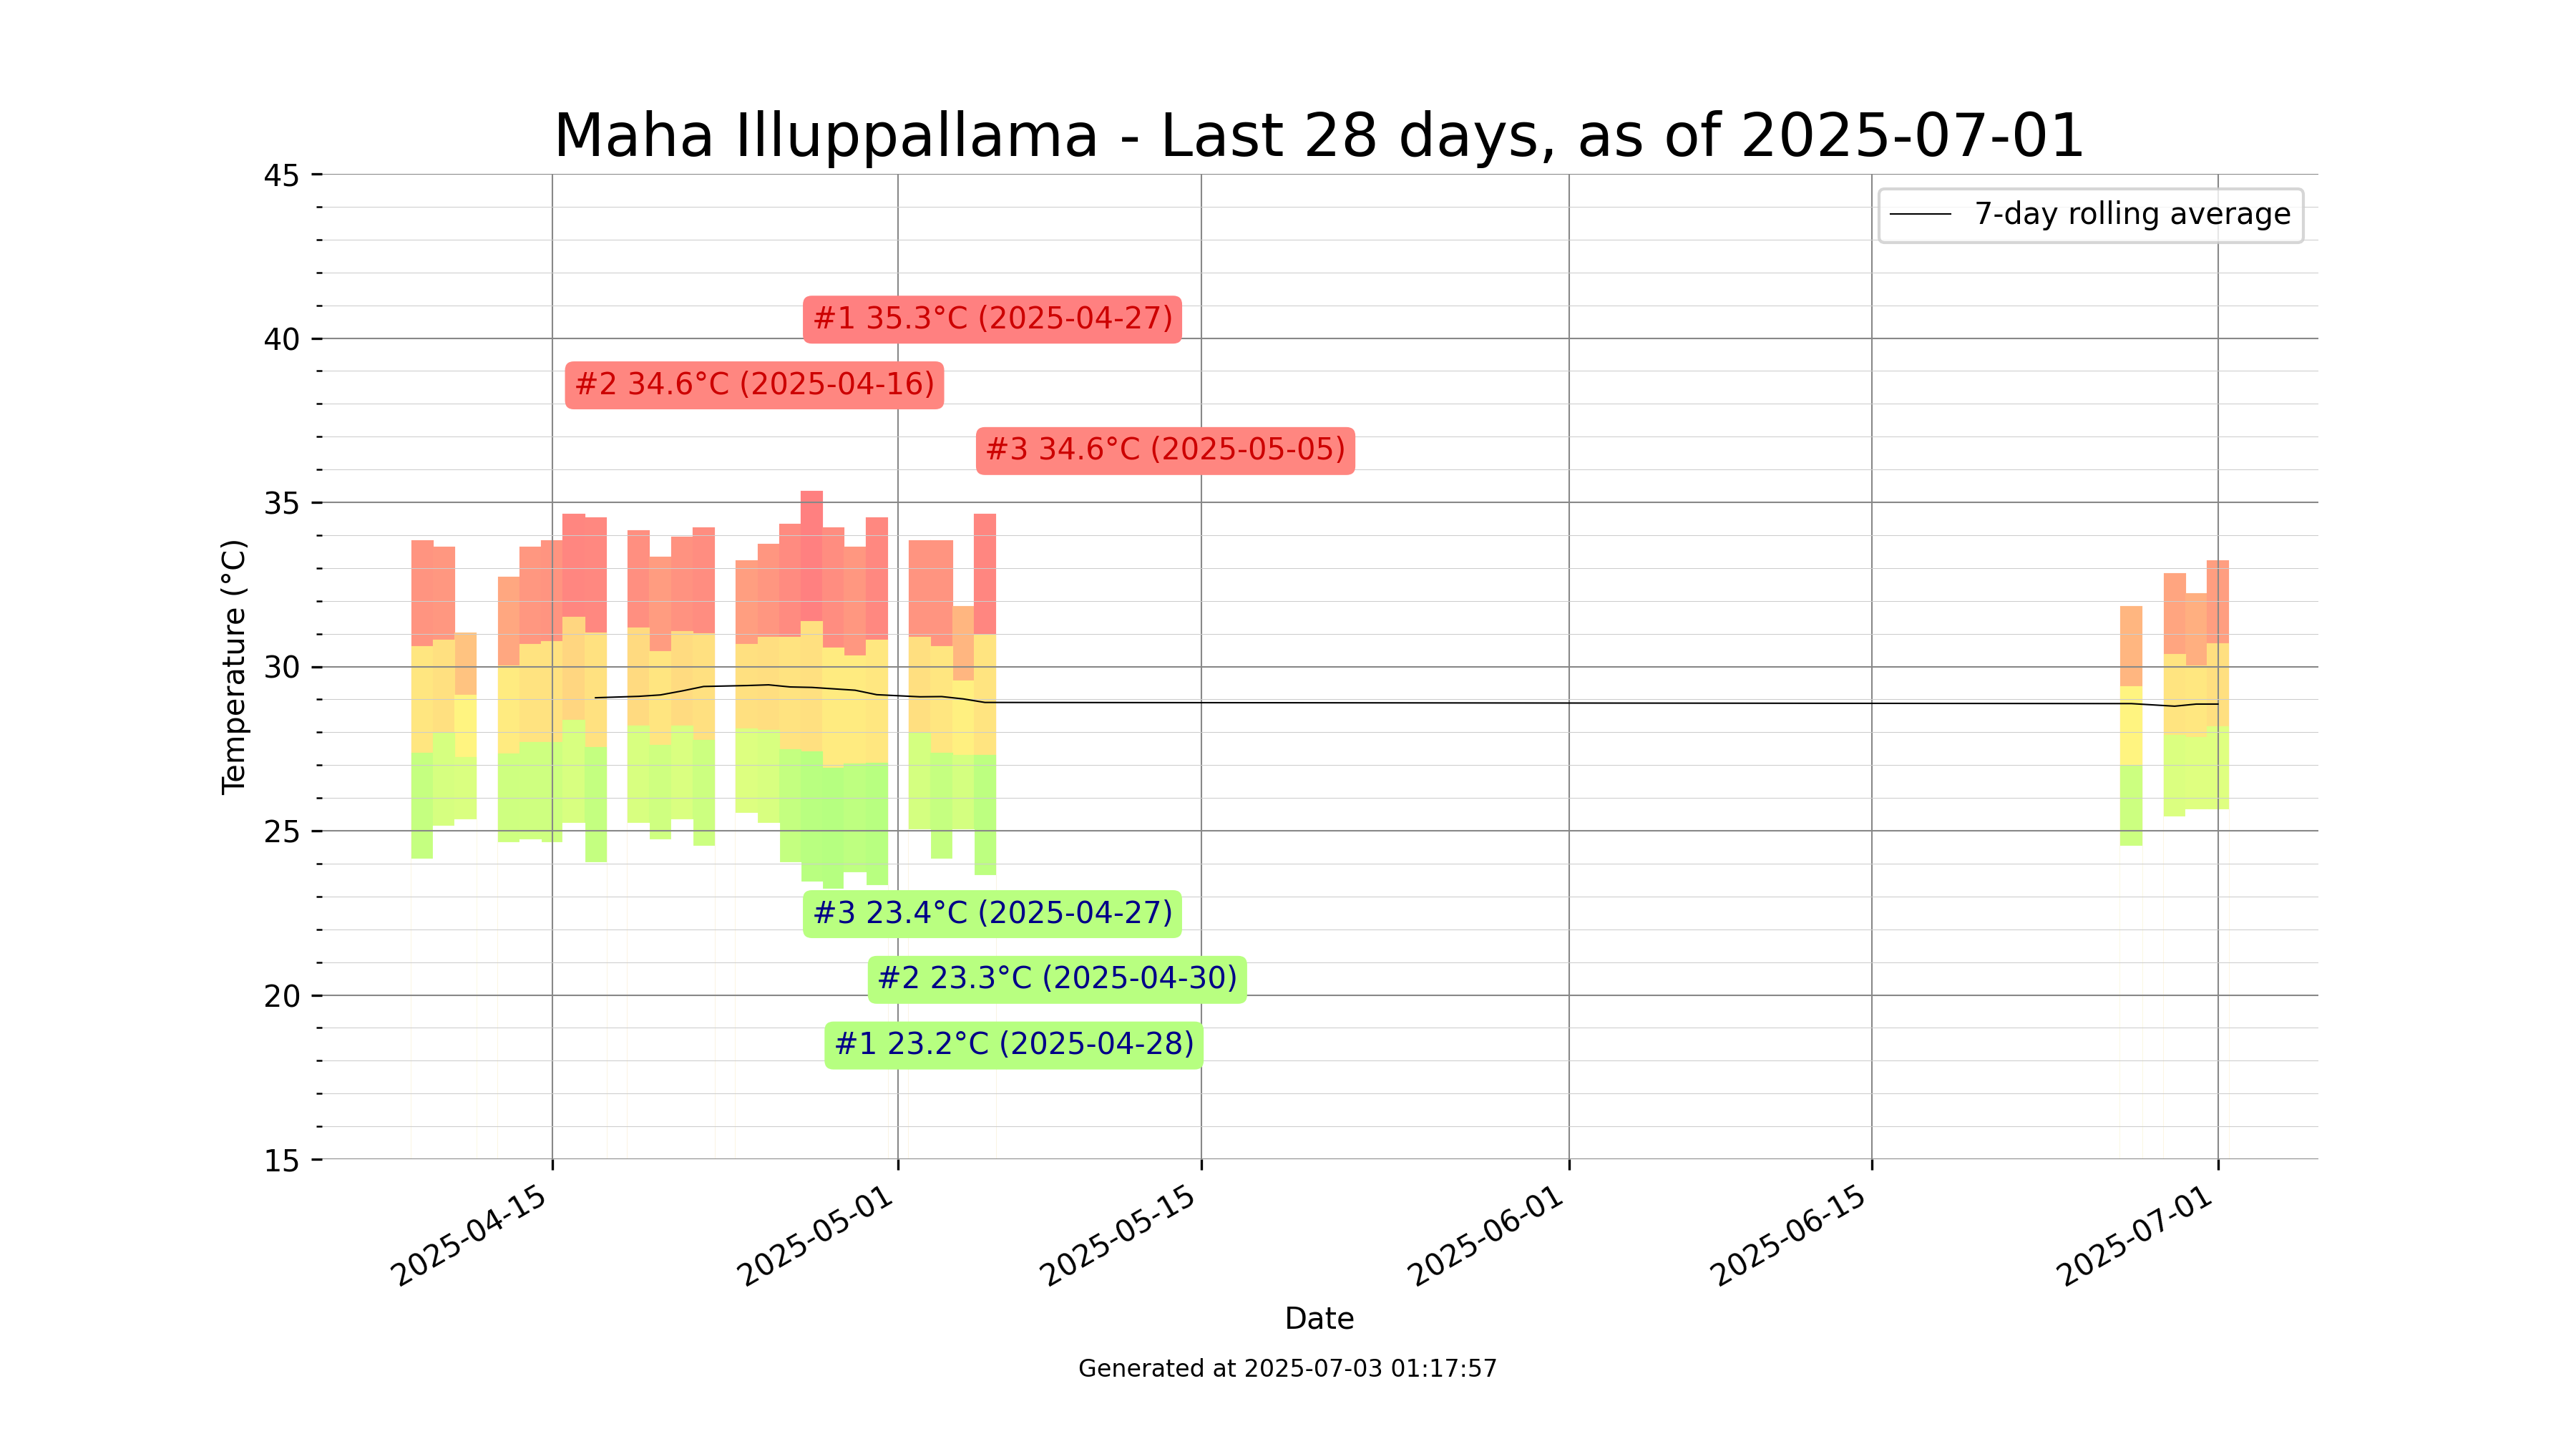 Maha Illuppallama - Last 28 days, as of 2025-07-01
45
40
35
30
25
20
15
Temperature (°C)
7-day rolling average
#1 35.3°C (2025-04-27)
#2 34.6°C (2025-04-16)
#3 34.6°C (2025-05-05)
#3 23.4°C (2025-04-27)
#2 23.3°C (2025-04-30)
#1 23.2°C (2025-04-28)
2025-04-15
2025-05-01
2025-05-15
2025-06-01
2025-06-15
2025-07-01
Date
Generated at 2025-07-03 01:17:57